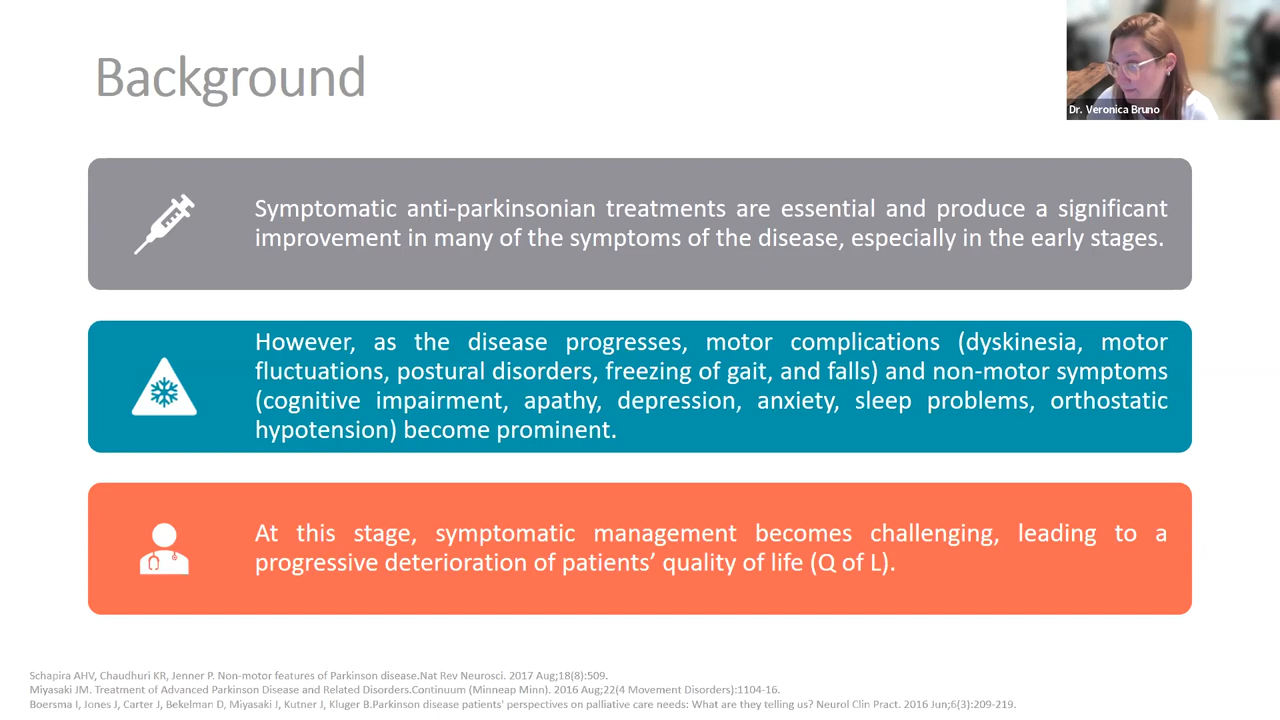 Background
Dr. Veronica Bruno
Symptomatic anti-parkinsonian treatments are essential and produce a significant
improvement in many of the symptoms of the disease, especially in the early stages.
However, as the disease progresses, motor complications (dyskinesia, motor
fluctuations, postural disorders, freezing of gait, and falls) and non-motor symptoms
(cognitive impairment, apathy, depression, anxiety, sleep problems, orthostatic
hypotension) become prominent.
At this stage, symptomatic management becomes challenging, leading to a
progressive deterioration of patients’ quality of life (Q of L).
Schapira AHV, Chaudhuri KR, Jenner P. Non-motor features of Parkinson disease.Nat Rev Neurosci. 2017 Aug;18(8):509.
Miyasaki JM. Treatment of Advanced Parkinson Disease and Related Disorders.Continuum (Minneap Minn). 2016 Aug;22(4 Movement Disorders):1104-16.
Boersma I, Jones J, Carter J, Bekelman D, Miyasaki J, Kutner J, Kluger B.Parkinson disease patients' perspectives on palliative care needs: What are they telling us? Neurol Clin Pract. 2016 Jun;6(3):209-219.